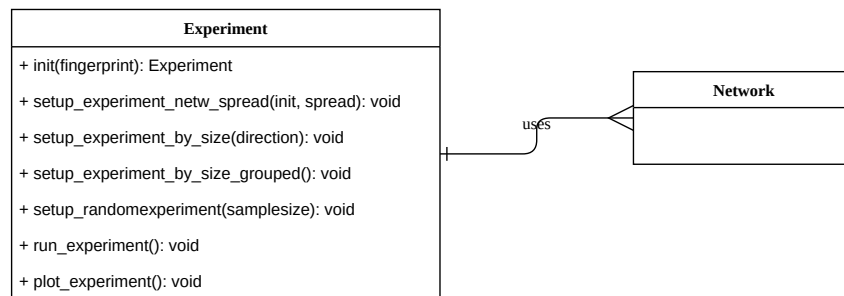 Experiment
+ init(fingerprint): Experiment
+ setup_experiment_netw_spread(init, spread): void
+ setup_experiment_by_size(direction): void
+ setup_experiment_by_size_grouped(): void
+ setup_randomexperiment(samplesize): void
+ run_experiment(): void
+ plot_experiment(): void
uses
Network